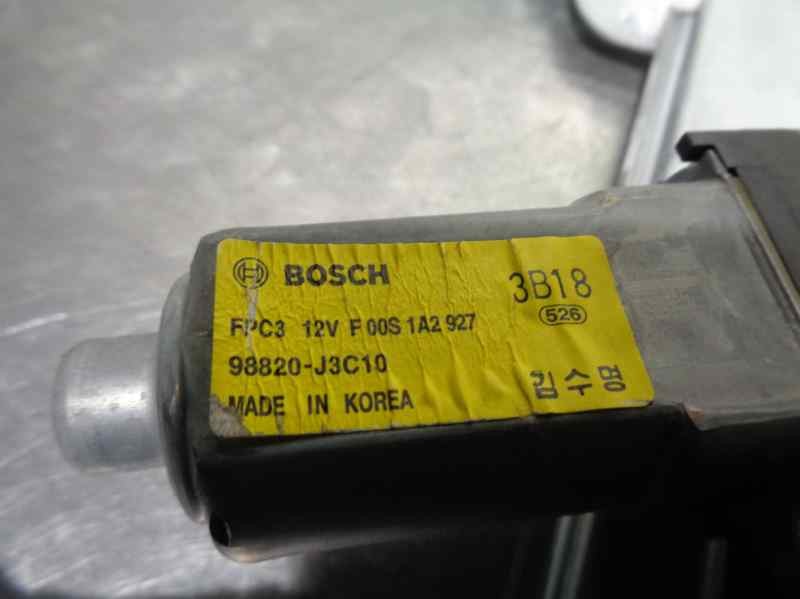 BOSCH
3B18
526
FPC3 12V F 00S 1A2 927
98820-J3C10
MADE IN KOREA
김수명